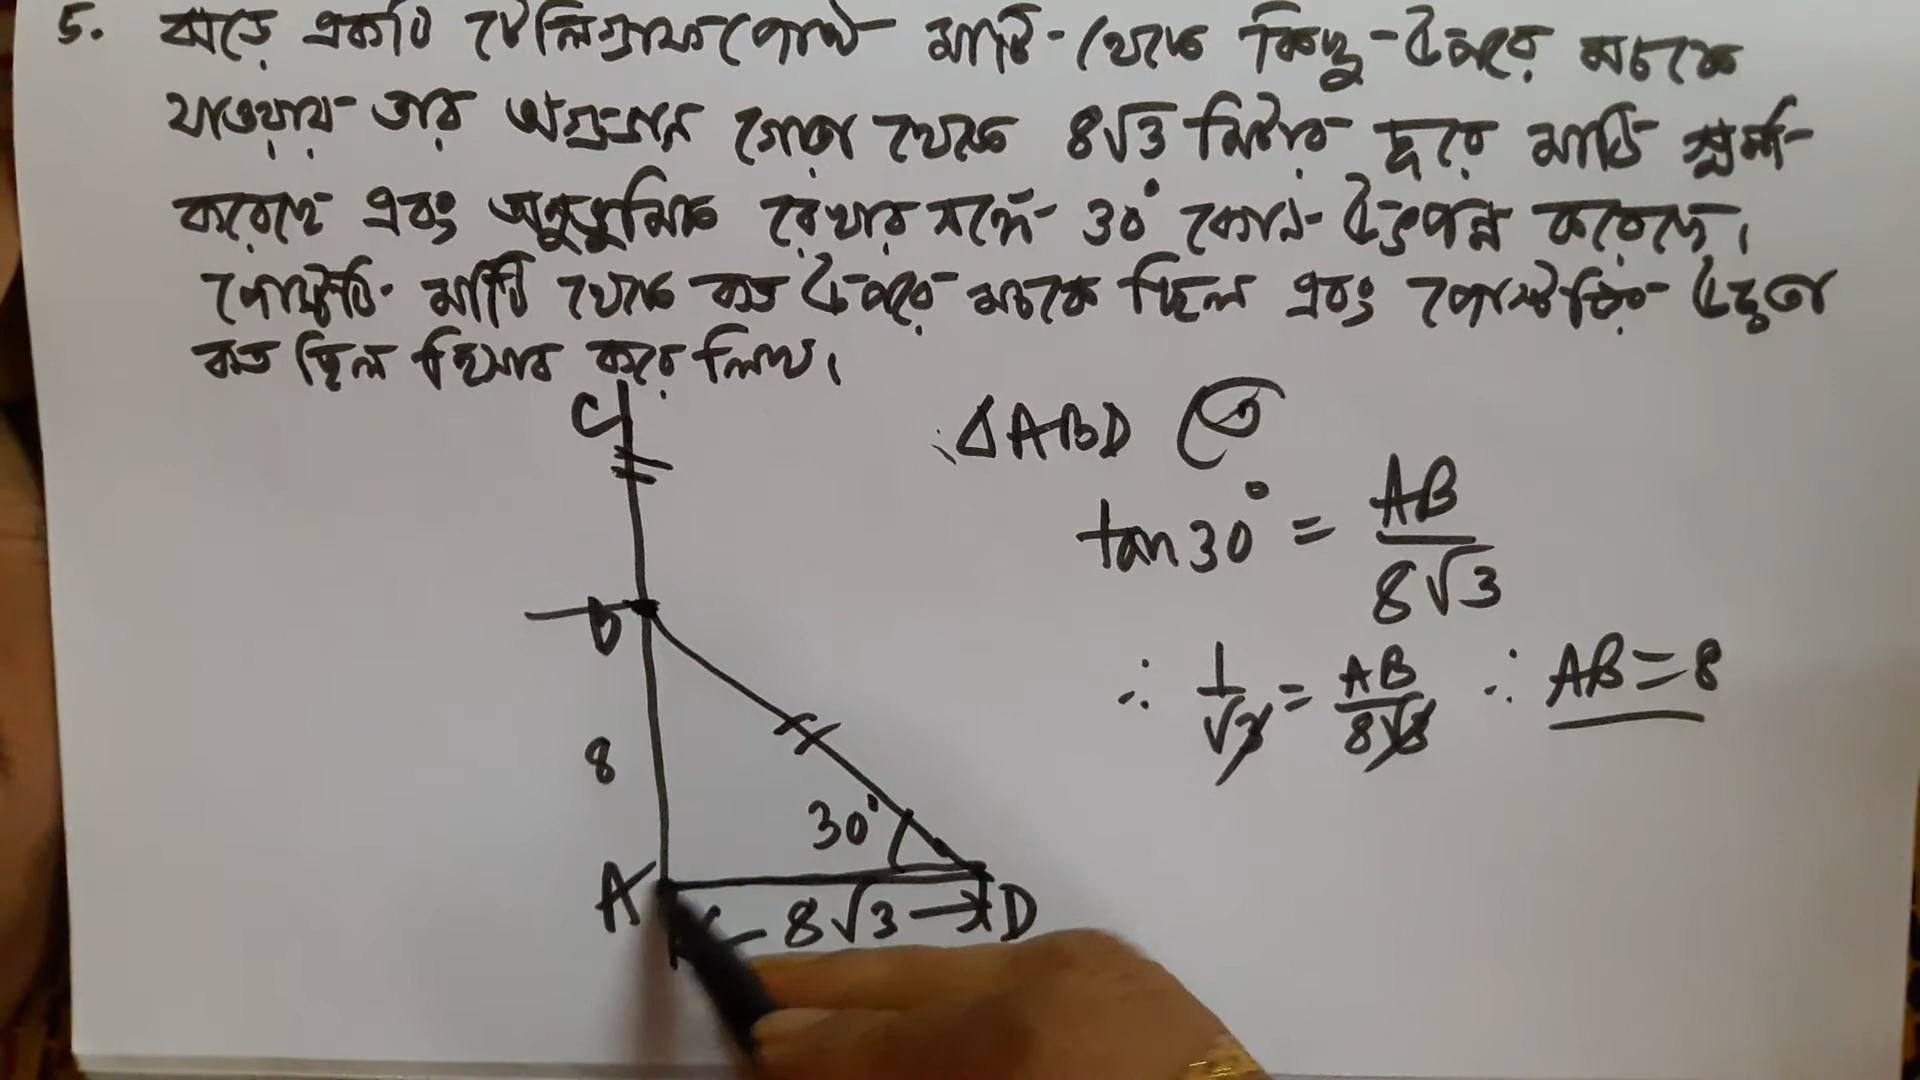 5. ঝড়ে একটি টেলিগ্রাফপোস্ট মাটি থেকে কিছু উপরে মচকে
যাওয়ায় তার অগ্রভাগ গোড়া থেকে 8√3 মিটার দূরে মাটি স্পর্শ
করেছে এবং অনুভূমিক রেখার সঙ্গে 30° কোণ উৎপন্ন করেছে।
পোস্টটি মাটি থেকে কত উপরে মচকে ছিল এবং পোস্টটির উচ্চতা
কত ছিল হিসাব করে লিখি।
C
∴ ΔABD তে
tan30° = AB/8√3
B
∴ 1/√3 = AB/8√3 ∴ AB=8
8
30°
A 8√3 D